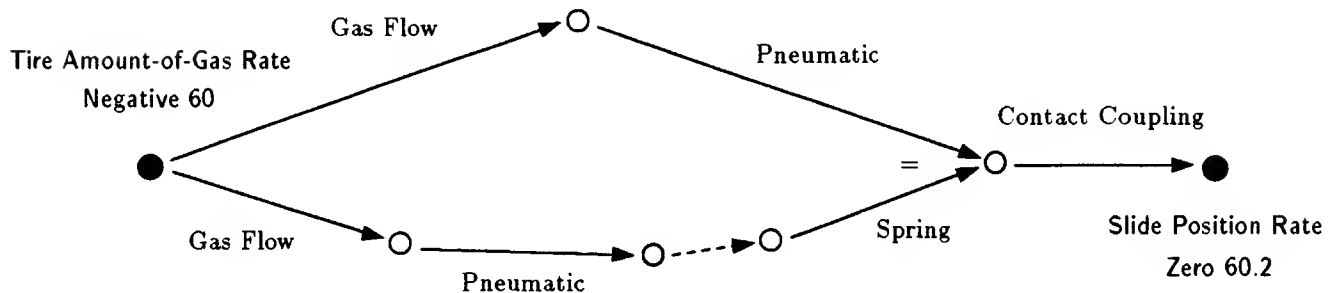 Gas Flow
Pneumatic
Tire Amount-of-Gas Rate
Negative 60
Contact Coupling
=
Gas Flow
Pneumatic
Spring
Slide Position Rate
Zero 60.2